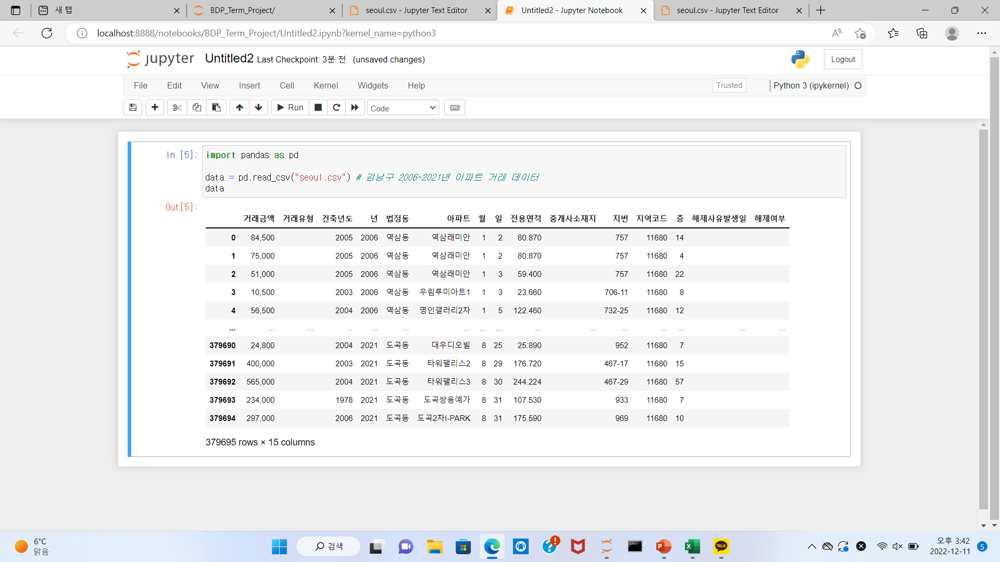 새 탭
BDP_Term_Project/
seoul.csv - Jupyter Text Editor
Untitled2 - Jupyter Notebook
seoul.csv - Jupyter Text Editor
localhost:8888/notebooks/BDP_Term_Project/Untitled2.ipynb?kernel_name=python3
jupyter Untitled2 Last Checkpoint: 3분 전 (unsaved changes) Logout
File Edit View Insert Cell Kernel Widgets Help Trusted Python 3 (ipykernel)
Run Code
In [5]: import pandas as pd
data = pd.read_csv("seoul.csv") # 강남구 2006~2021년 아파트 거래 데이터
data
Out[5]:
거래금액 거래유형 건축년도 년 법정동 아파트 월 일 전용면적 중개사소재지 지번 지역코드 층 해제사유발생일 해제여부
0 84,500 2005 2006 역삼동 역삼래미안 1 2 80.870 757 11680 14
1 75,000 2005 2006 역삼동 역삼래미안 1 2 80.870 757 11680 4
2 51,000 2005 2006 역삼동 역삼래미안 1 3 59.400 757 11680 22
3 10,500 2003 2006 역삼동 우림루미아트1 1 3 23.660 706-11 11680 8
4 56,500 2004 2006 역삼동 명인갤러리2차 1 5 122.460 732-25 11680 12
... ... ... ... ... ... ... ... ... ... ... ... ... ... ... ...
379690 24,800 2004 2021 도곡동 대우디오빌 8 25 25.890 952 11680 7
379691 400,000 2003 2021 도곡동 타워팰리스2 8 29 176.720 467-17 11680 15
379692 565,000 2004 2021 도곡동 타워팰리스3 8 30 244.224 467-29 11680 57
379693 234,000 1978 2021 도곡동 도곡쌍용예가 8 31 107.530 933 11680 7
379694 297,000 2006 2021 도곡동 도곡2차I-PARK 8 31 175.590 969 11680 10
379695 rows × 15 columns
6°C
맑음
검색
TALK
오후 3:42
2022-12-11
5